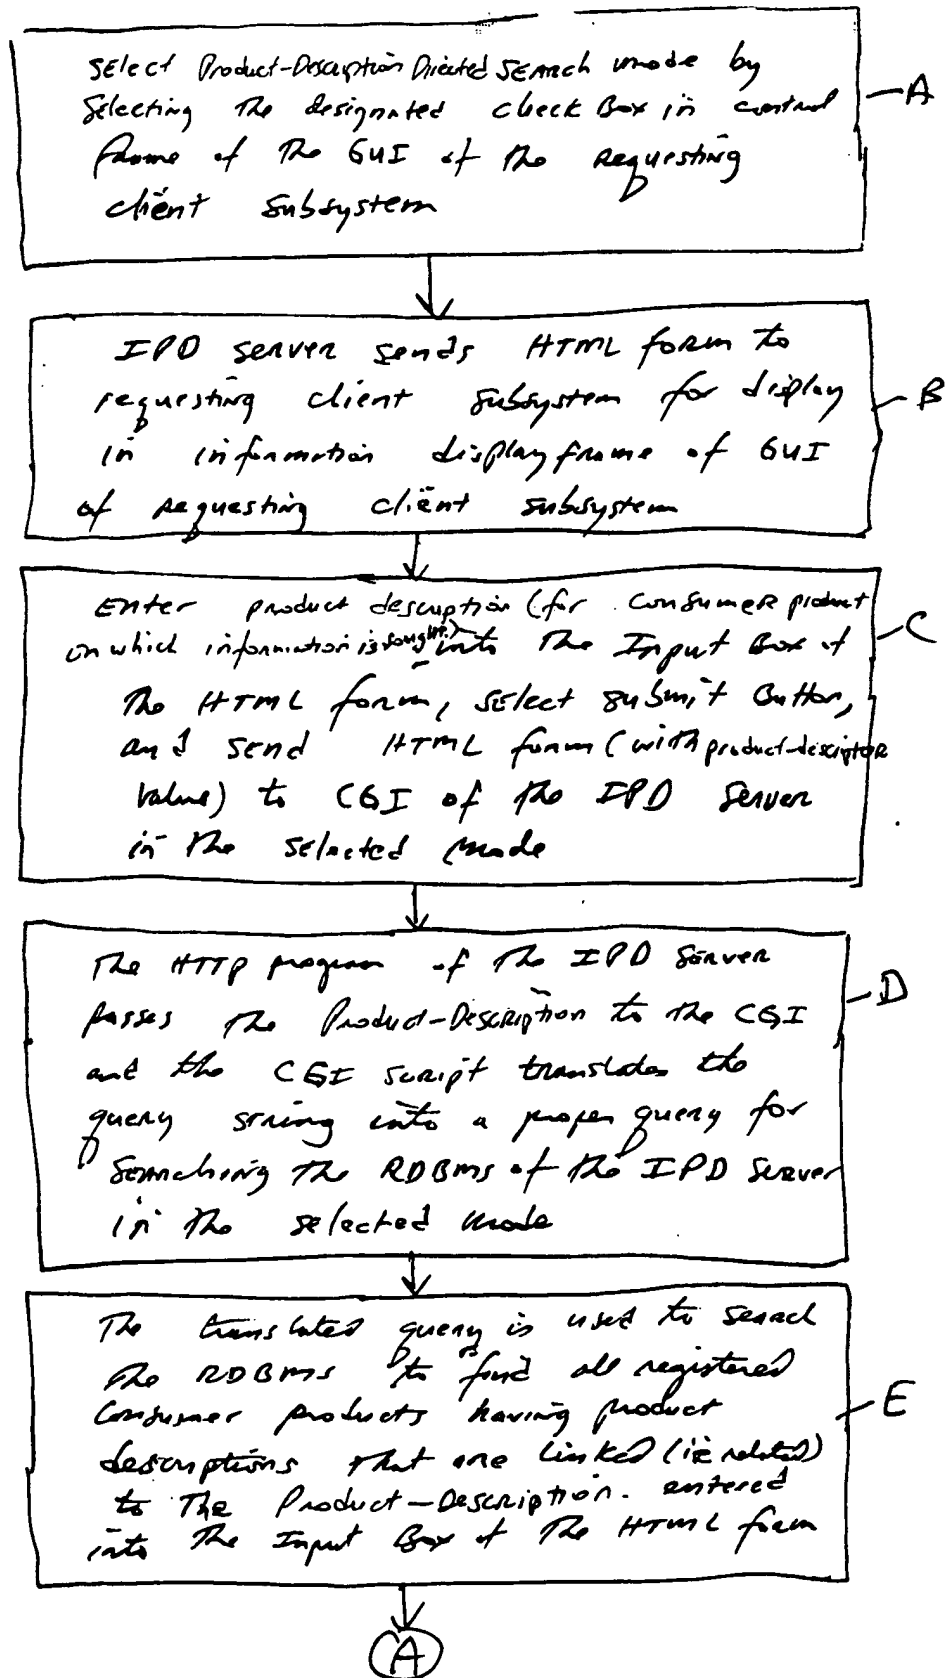 Select Product-Description Directed Search mode by
selecting the designated check Box in control
frame of the GUI of the requesting
client subsystem
A
IPD server sends HTML form to
requesting client subsystem for display
in information display frame of GUI
of requesting client subsystem
B
Enter product description (for consumer product
on which information is sought) into the Input Box of
the HTML form, select submit Button,
and send HTML form (with product-descriptor
value) to CGI of the IPD Server
in the selected mode
C
The HTTP program of the IPD Server
passes the Product-Description to the CGI
and the CGI script translates the
query string into a proper query for
searching the RDBMS of the IPD Server
in the selected mode
D
The translated query is used to search
the RDBMS to find all registered
consumer products having product
descriptions that are linked (ie related)
to the Product-Description. entered
into the Input Box of the HTML form
E
A